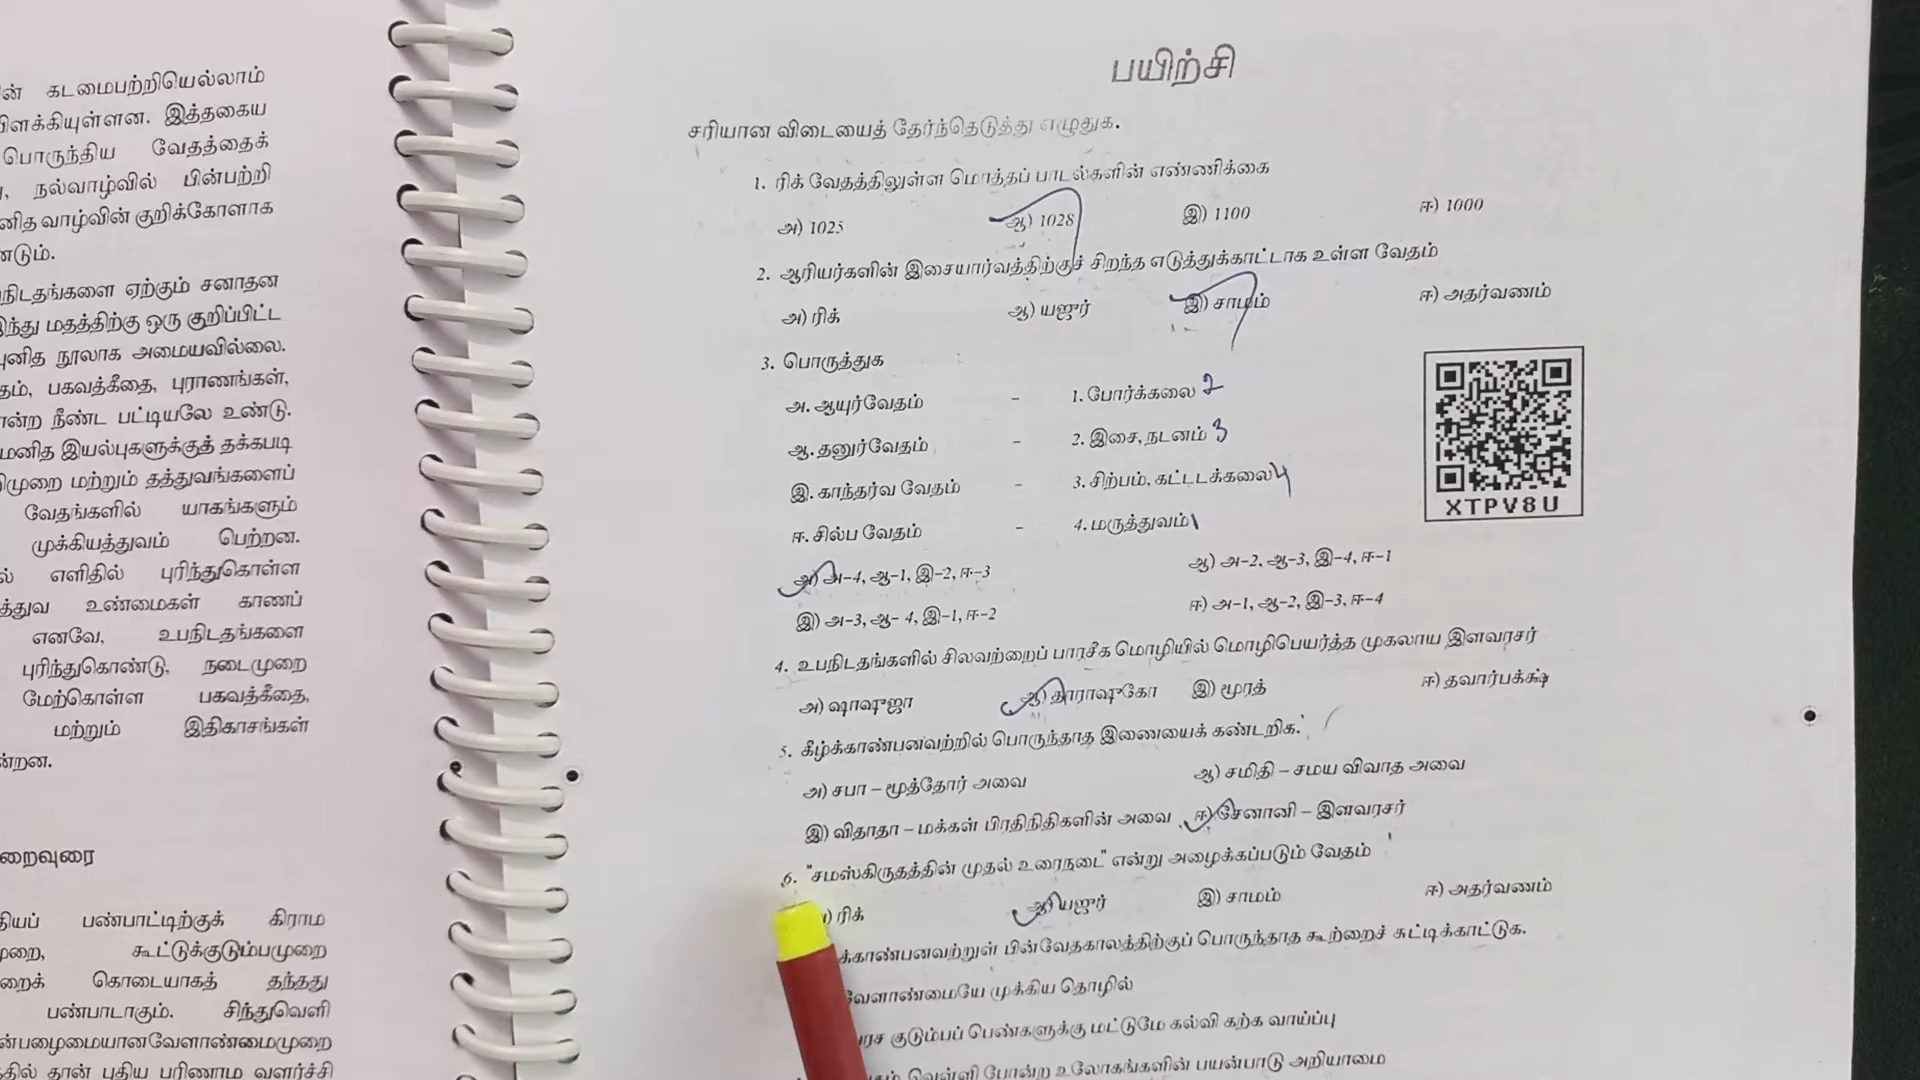 ன் கடமைபற்றியெல்லாம்
விளக்கியுள்ளன. இத்தகைய
பொருந்திய வேதத்தைக்
நல்வாழ்வில் பின்பற்றி
னித வாழ்வின் குறிக்கோளாக
ண்டும்.
நிடதங்களை ஏற்கும் சனாதன
இந்து மதத்திற்கு ஒரு குறிப்பிட்ட
புனித நூலாக அமையவில்லை.
தம், பகவத்கீதை, புராணங்கள்,
என்ற நீண்ட பட்டியலே உண்டு.
மனித இயல்புகளுக்குத் தக்கபடி
மிமுறை மற்றும் தத்துவங்களைப்
வேதங்களில் யாகங்களும்
முக்கியத்துவம் பெற்றன.
ல் எளிதில் புரிந்துகொள்ள
த்துவ உண்மைகள் காணப்
எனவே, உபநிடதங்களை
புரிந்துகொண்டு, நடைமுறை
மேற்கொள்ள பகவத்கீதை,
மற்றும் இதிகாசங்கள்
ன்றன.
றைவுரை
தியப் பண்பாட்டிற்குக் கிராம
முறை, கூட்டுக்குடும்பமுறை
றைக் கொடையாகத் தந்தது
பண்பாடாகும். சிந்துவெளி
ன்பழைமையானவேளாண்மைமுறை
த்தில் தான் புதிய பரிணாம வளர்ச்சி
பயிற்சி
சரியான விடையைத் தேர்ந்தெடுத்து எழுதுக.
1. ரிக் வேதத்திலுள்ள மொத்தப் பாடல்களின் எண்ணிக்கை
அ) 1025 ஆ) 1028 இ) 1100 ஈ) 1000
2. ஆரியர்களின் இசையார்வத்திற்குச் சிறந்த எடுத்துக்காட்டாக உள்ள வேதம்
அ) ரிக் ஆ) யஜுர் இ) சாமம் ஈ) அதர்வணம்
3. பொருத்துக
அ. ஆயுர்வேதம் – 1. போர்க்கலை 2
ஆ. தனுர்வேதம் – 2. இசை, நடனம் 3
இ. காந்தர்வ வேதம் – 3. சிற்பம், கட்டடக்கலை 4
ஈ. சில்ப வேதம் – 4. மருத்துவம் 1
XTPV8U
அ) அ-4, ஆ-1, இ-2, ஈ-3 ஆ) அ-2, ஆ-3, இ-4, ஈ-1
இ) அ-3, ஆ- 4, இ-1, ஈ-2 ஈ) அ-1, ஆ-2, இ-3, ஈ-4
4. உபநிடதங்களில் சிலவற்றைப் பாரசீக மொழியில் மொழிபெயர்த்த முகலாய இளவரசர்
அ) ஷாஷுஜா ஆ) தாராஷுகோ இ) மூரத் ஈ) தவார்பக்க்ஷ்
5. கீழ்க்காண்பனவற்றில் பொருந்தாத இணையைக் கண்டறிக.
அ) சபா – மூத்தோர் அவை ஆ) சமிதி – சமய விவாத அவை
இ) விதாதா – மக்கள் பிரதிநிதிகளின் அவை ஈ) சேனானி – இளவரசர்
6. "சமஸ்கிருதத்தின் முதல் உரைநடை" என்று அழைக்கப்படும் வேதம்
) ரிக் ஆ) யஜுர் இ) சாமம் ஈ) அதர்வணம்
க்காண்பனவற்றுள் பின்வேதகாலத்திற்குப் பொருந்தாத கூற்றைச் சுட்டிக்காட்டுக.
வேளாண்மையே முக்கிய தொழில்
ரச குடும்பப் பெண்களுக்கு மட்டுமே கல்வி கற்க வாய்ப்பு
கம், வெள்ளி போன்ற உலோகங்களின் பயன்பாடு அறியாமை